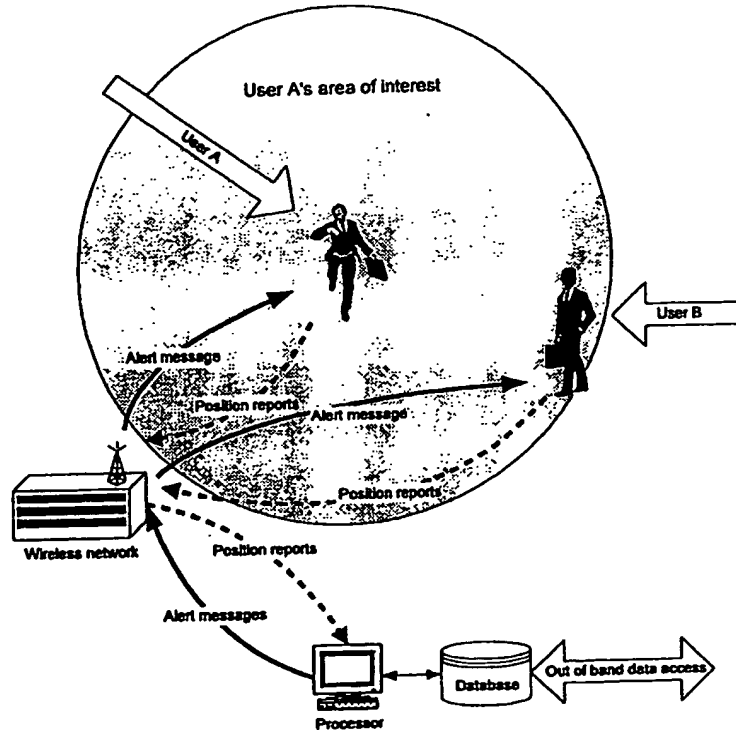 User A's area of interest
User A
User B
Alert message
Position reports
Alert message
Position reports
Wireless network
Position reports
Alert messages
Out of band data access
Database
Processor